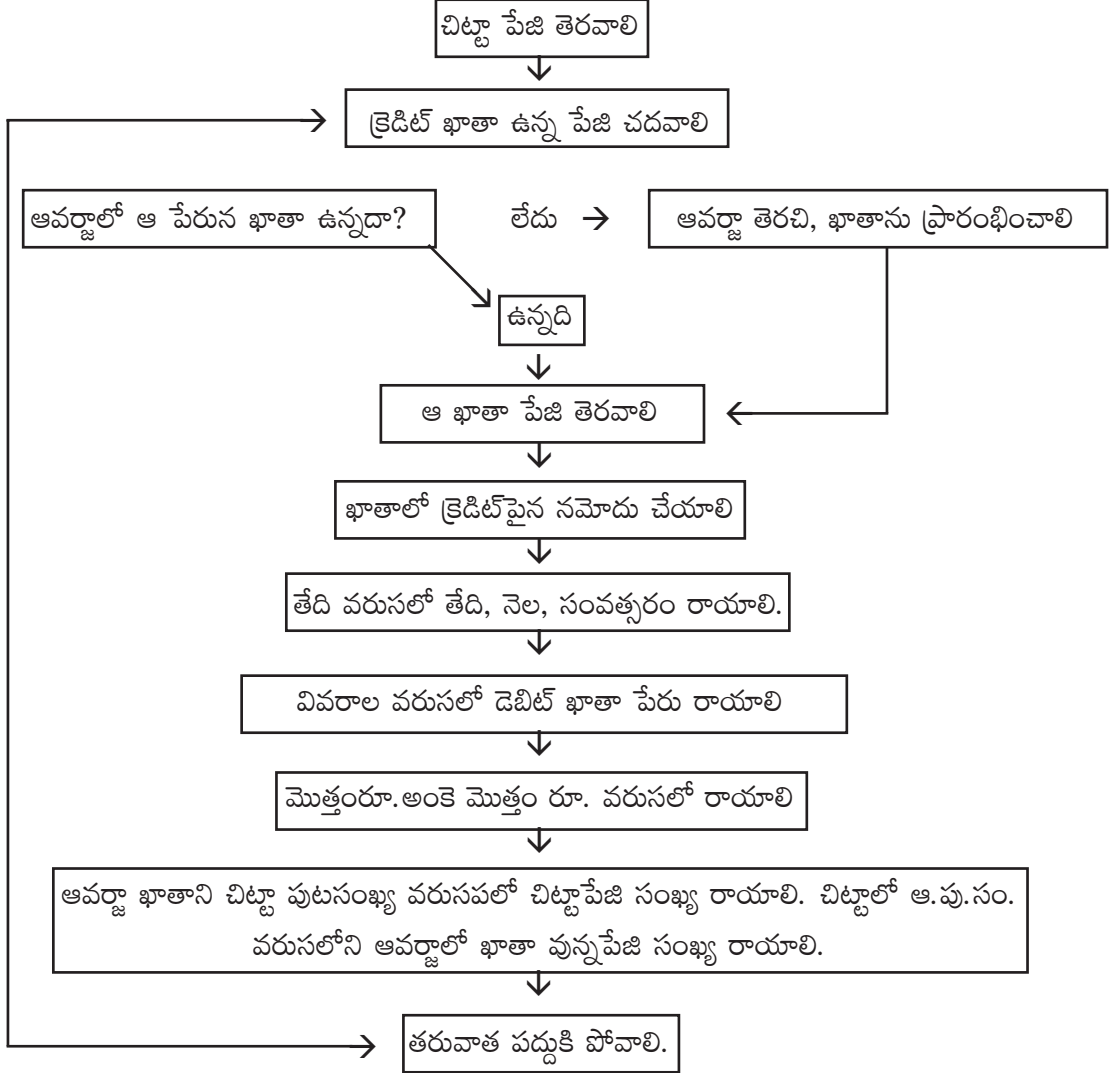 చిట్టా పేజి తెరవాలి
క్రెడిట్ ఖాతా ఉన్న పేజి చదవాలి
ఆవర్జాలో ఆ పేరున ఖాతా ఉన్నదా?
లేదు
ఆవర్జా తెరచి, ఖాతాను ప్రారంభించాలి
ఉన్నది
ఆ ఖాతా పేజి తెరవాలి
ఖాతాలో క్రెడిట్‌పైన నమోదు చేయాలి
తేది వరుసలో తేది, నెల, సంవత్సరం రాయాలి.
వివరాల వరుసలో డెబిట్ ఖాతా పేరు రాయాలి
మొత్తంరూ.అంకె మొత్తం రూ. వరుసలో రాయాలి
ఆవర్జా ఖాతాని చిట్టా పుటసంఖ్య వరుసపలో చిట్టాపేజి సంఖ్య రాయాలి. చిట్టాలో ఆ.పు.సం.
వరుసలోని ఆవర్జాలో ఖాతా వున్నపేజి సంఖ్య రాయాలి.
తరువాత పద్దుకి పోవాలి.